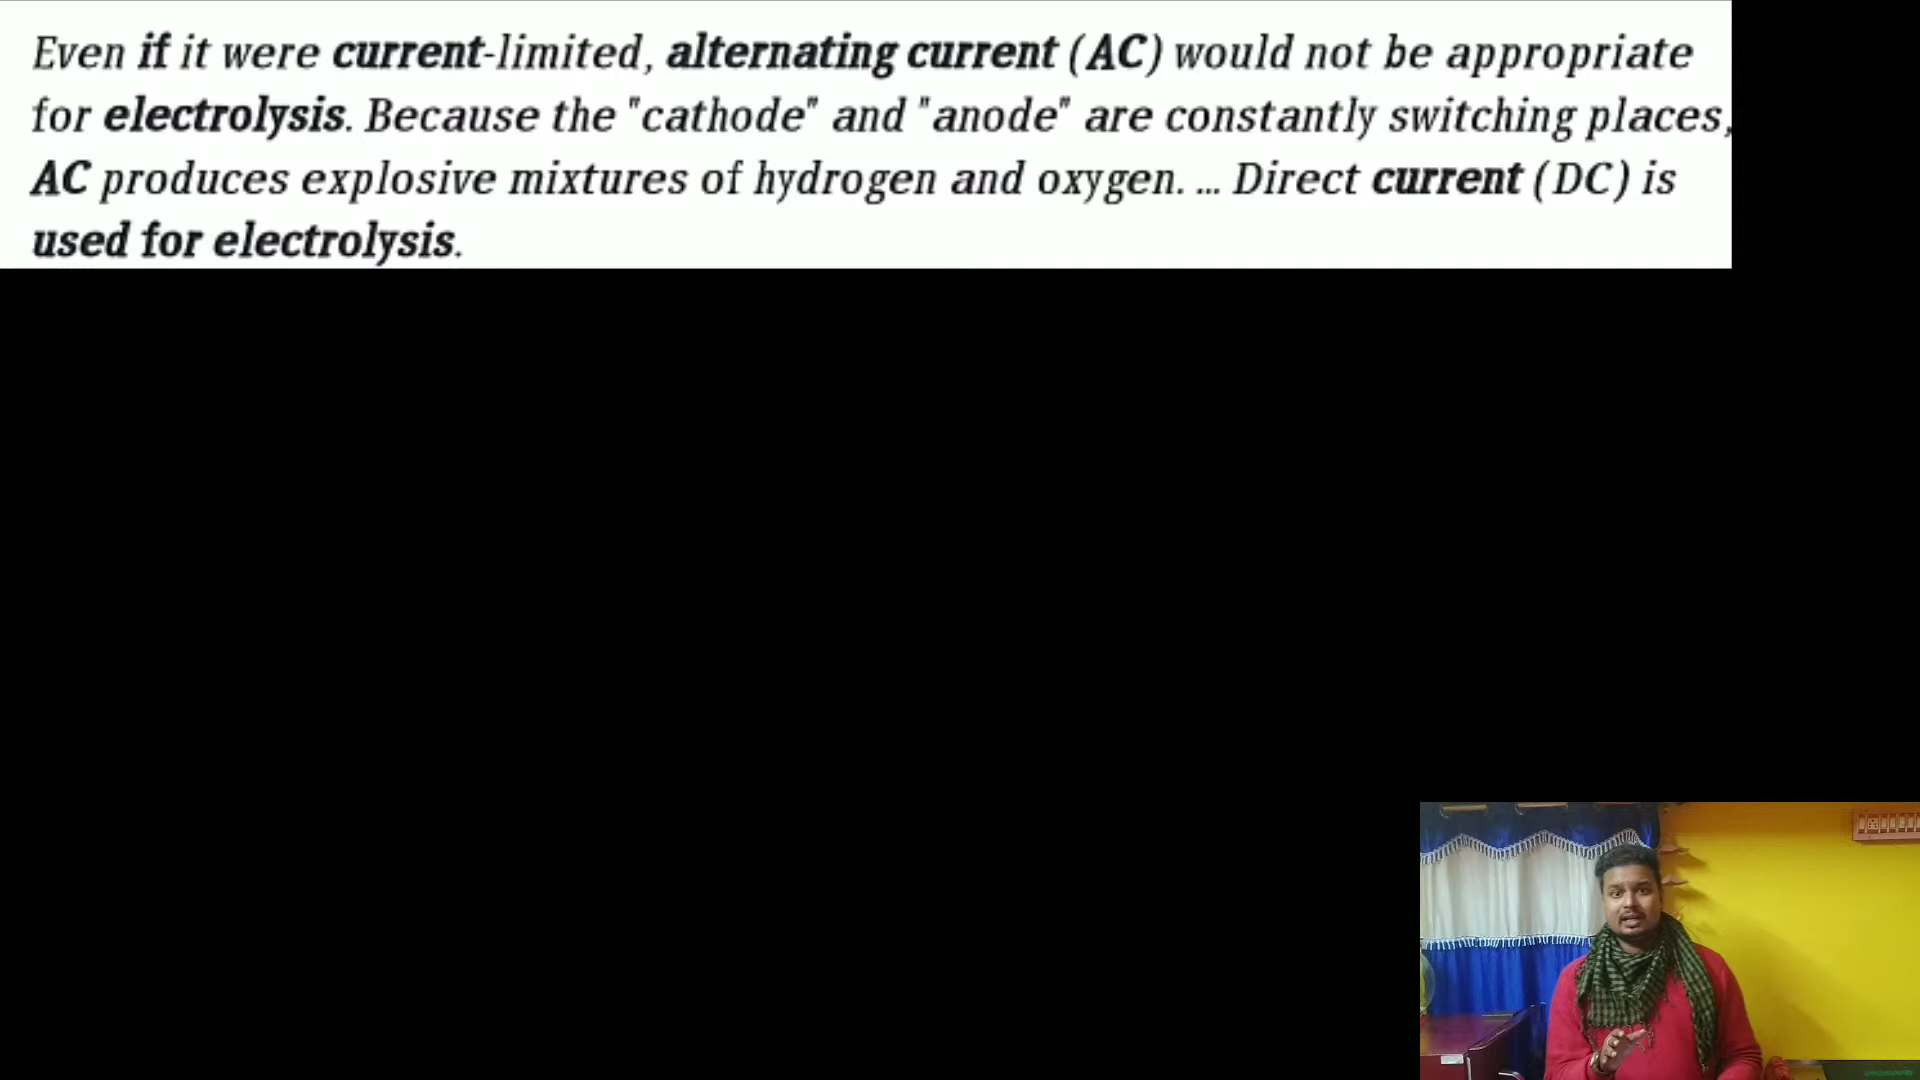 Even if it were current-limited, alternating current (AC) would not be appropriate
for electrolysis. Because the "cathode" and "anode" are constantly switching places,
AC produces explosive mixtures of hydrogen and oxygen. ... Direct current (DC) is
used for electrolysis.